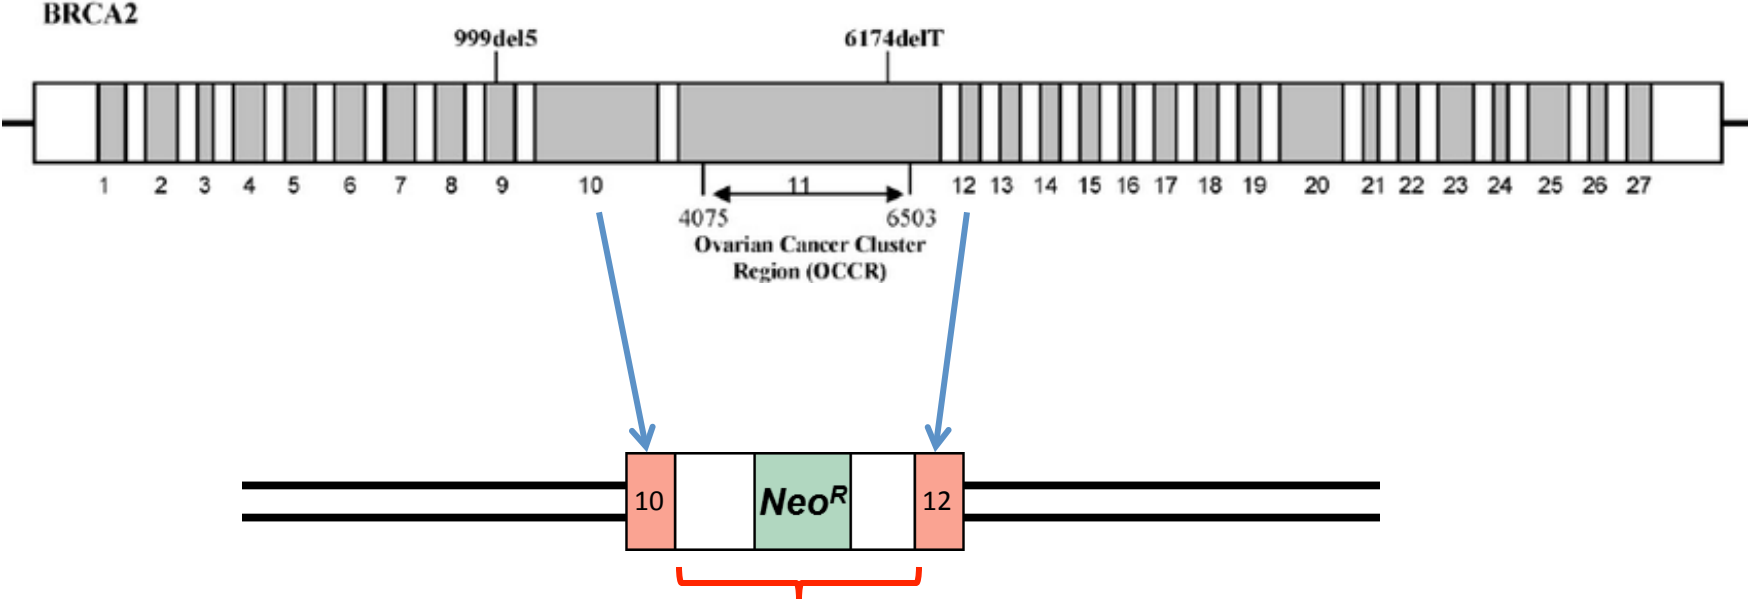 BRCA2
999del5 6174delT
1 2 3 4 5 6 7 8 9 10 11 12 13 14 15 16 17 18 19 20 21 22 23 24 25 26 27
4075 6503
Ovarian Cancer Cluster
Region (OCCR)
10 Neo^R 12